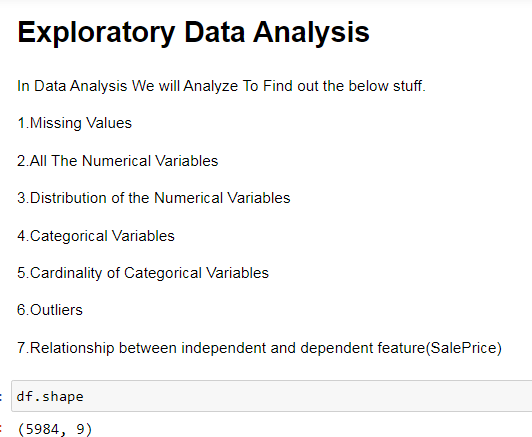 Exploratory Data Analysis
In Data Analysis We will Analyze To Find out the below stuff.
1.Missing Values
2.All The Numerical Variables
3.Distribution of the Numerical Variables
4.Categorical Variables
5.Cardinality of Categorical Variables
6.Outliers
7.Relationship between independent and dependent feature(SalePrice)
: df.shape
: (5984, 9)